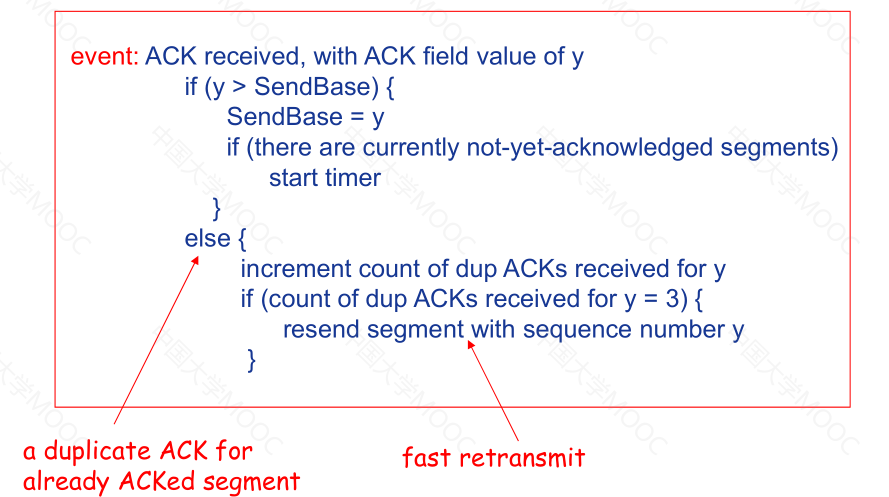 event: ACK received, with ACK field value of y
if (y > SendBase) {
SendBase = y
if (there are currently not-yet-acknowledged segments)
start timer
}
else {
increment count of dup ACKs received for y
if (count of dup ACKs received for y = 3) {
resend segment with sequence number y
}
a duplicate ACK for
already ACKed segment
fast retransmit
中国大学MOOC